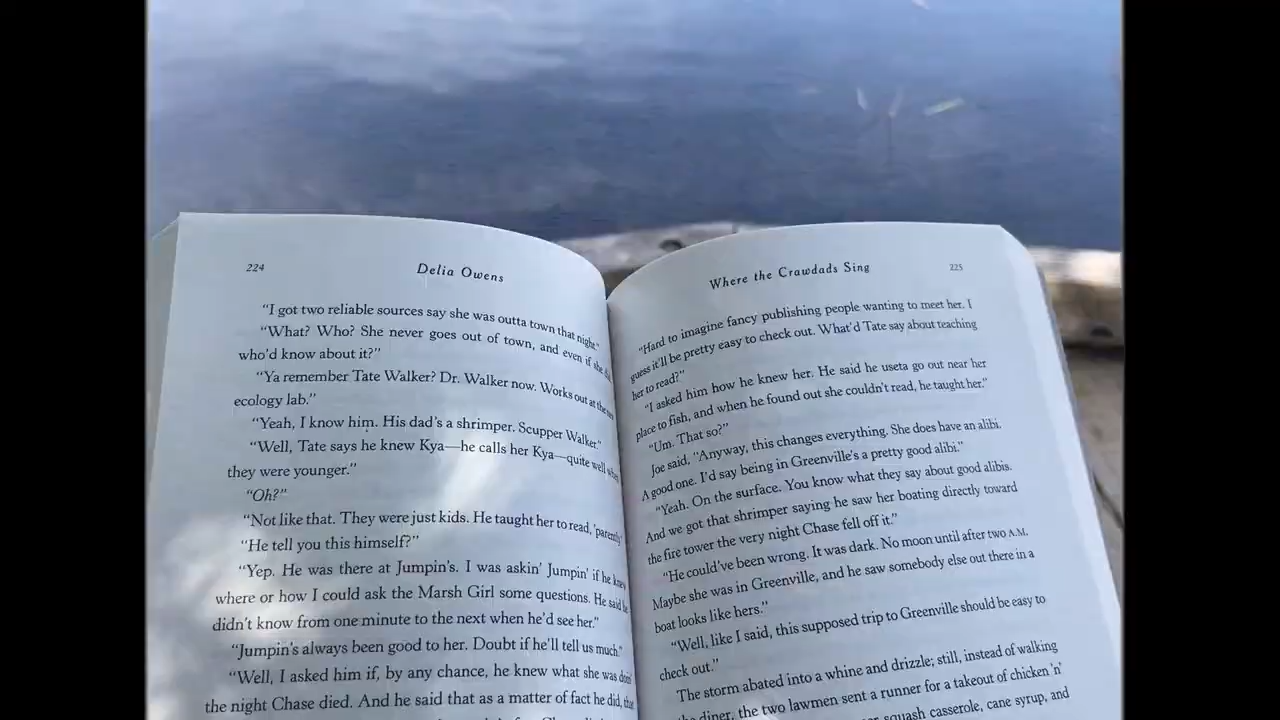 224
Delia Owens
“I got two reliable sources say she was outta town that night.”
“What? Who? She never goes out of town, and even if she did,
who’d know about it?”
“Ya remember Tate Walker? Dr. Walker now. Works out at the new
ecology lab.”
“Yeah, I know him. His dad’s a shrimper. Scupper Walker.”
“Well, Tate says he knew Kya—he calls her Kya—quite well when
they were younger.”
“Oh?”
“Not like that. They were just kids. He taught her to read, ’parently.”
“He tell you this himself?”
“Yep. He was there at Jumpin’s. I was askin’ Jumpin’ if he knew
where or how I could ask the Marsh Girl some questions. He said he
didn’t know from one minute to the next when he’d see her.”
“Jumpin’s always been good to her. Doubt if he’ll tell us much.”
“Well, I asked him if, by any chance, he knew what she was doin’
the night Chase died. And he said that as a matter of fact he did, that
Where the Crawdads Sing
225
“Hard to imagine fancy publishing people wanting to meet her. I
guess it’ll be pretty easy to check out. What’d Tate say about teaching
her to read?”
“I asked him how he knew her. He said he useta go out near her
place to fish, and when he found out she couldn’t read, he taught her.”
“Um. That so?”
Joe said, “Anyway, this changes everything. She does have an alibi.
A good one. I’d say being in Greenville’s a pretty good alibi.”
“Yeah. On the surface. You know what they say about good alibis.
And we got that shrimper saying he saw her boating directly toward
the fire tower the very night Chase fell off it.”
“He could’ve been wrong. It was dark. No moon until after two A.M.
Maybe she was in Greenville, and he saw somebody else out there in a
boat looks like hers.”
“Well, like I said, this supposed trip to Greenville should be easy to
check out.”
The storm abated into a whine and drizzle; still, instead of walking
the diner, the two lawmen sent a runner for a takeout of chicken ’n’
squash casserole, cane syrup, and